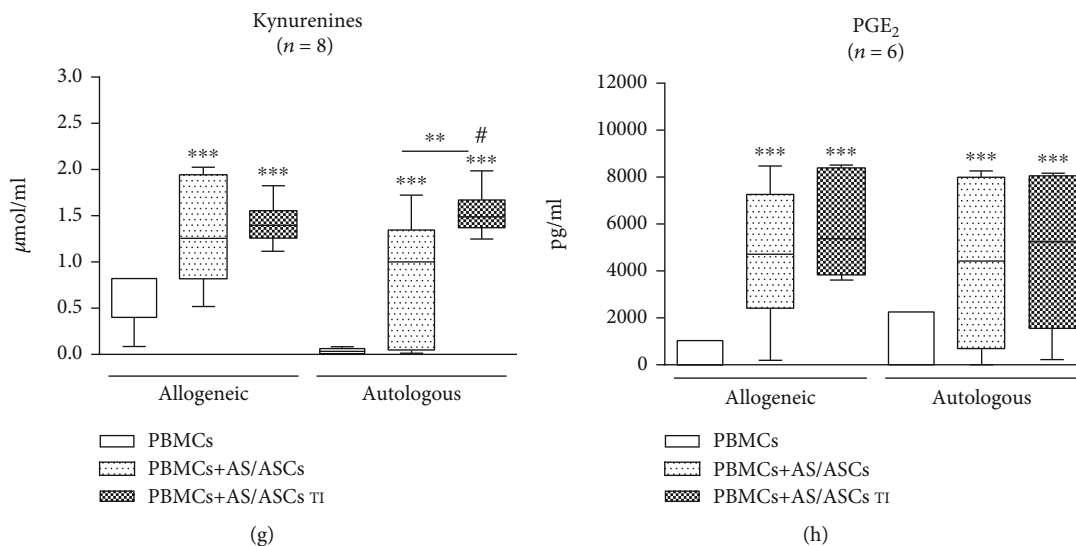 Kynurenines
(n = 8)
3.0
2.5
2.0
1.5
1.0
0.5
0.0
μmol/ml
***
***
***
**
#
***
Allogeneic
Autologous
PBMCs
PBMCs+AS/ASCs
PBMCs+AS/ASCs TI
(g)
PGE₂
(n = 6)
12000
10000
8000
6000
4000
2000
0
pg/ml
***
***
***
***
Allogeneic
Autologous
PBMCs
PBMCs+AS/ASCs
PBMCs+AS/ASCs TI
(h)